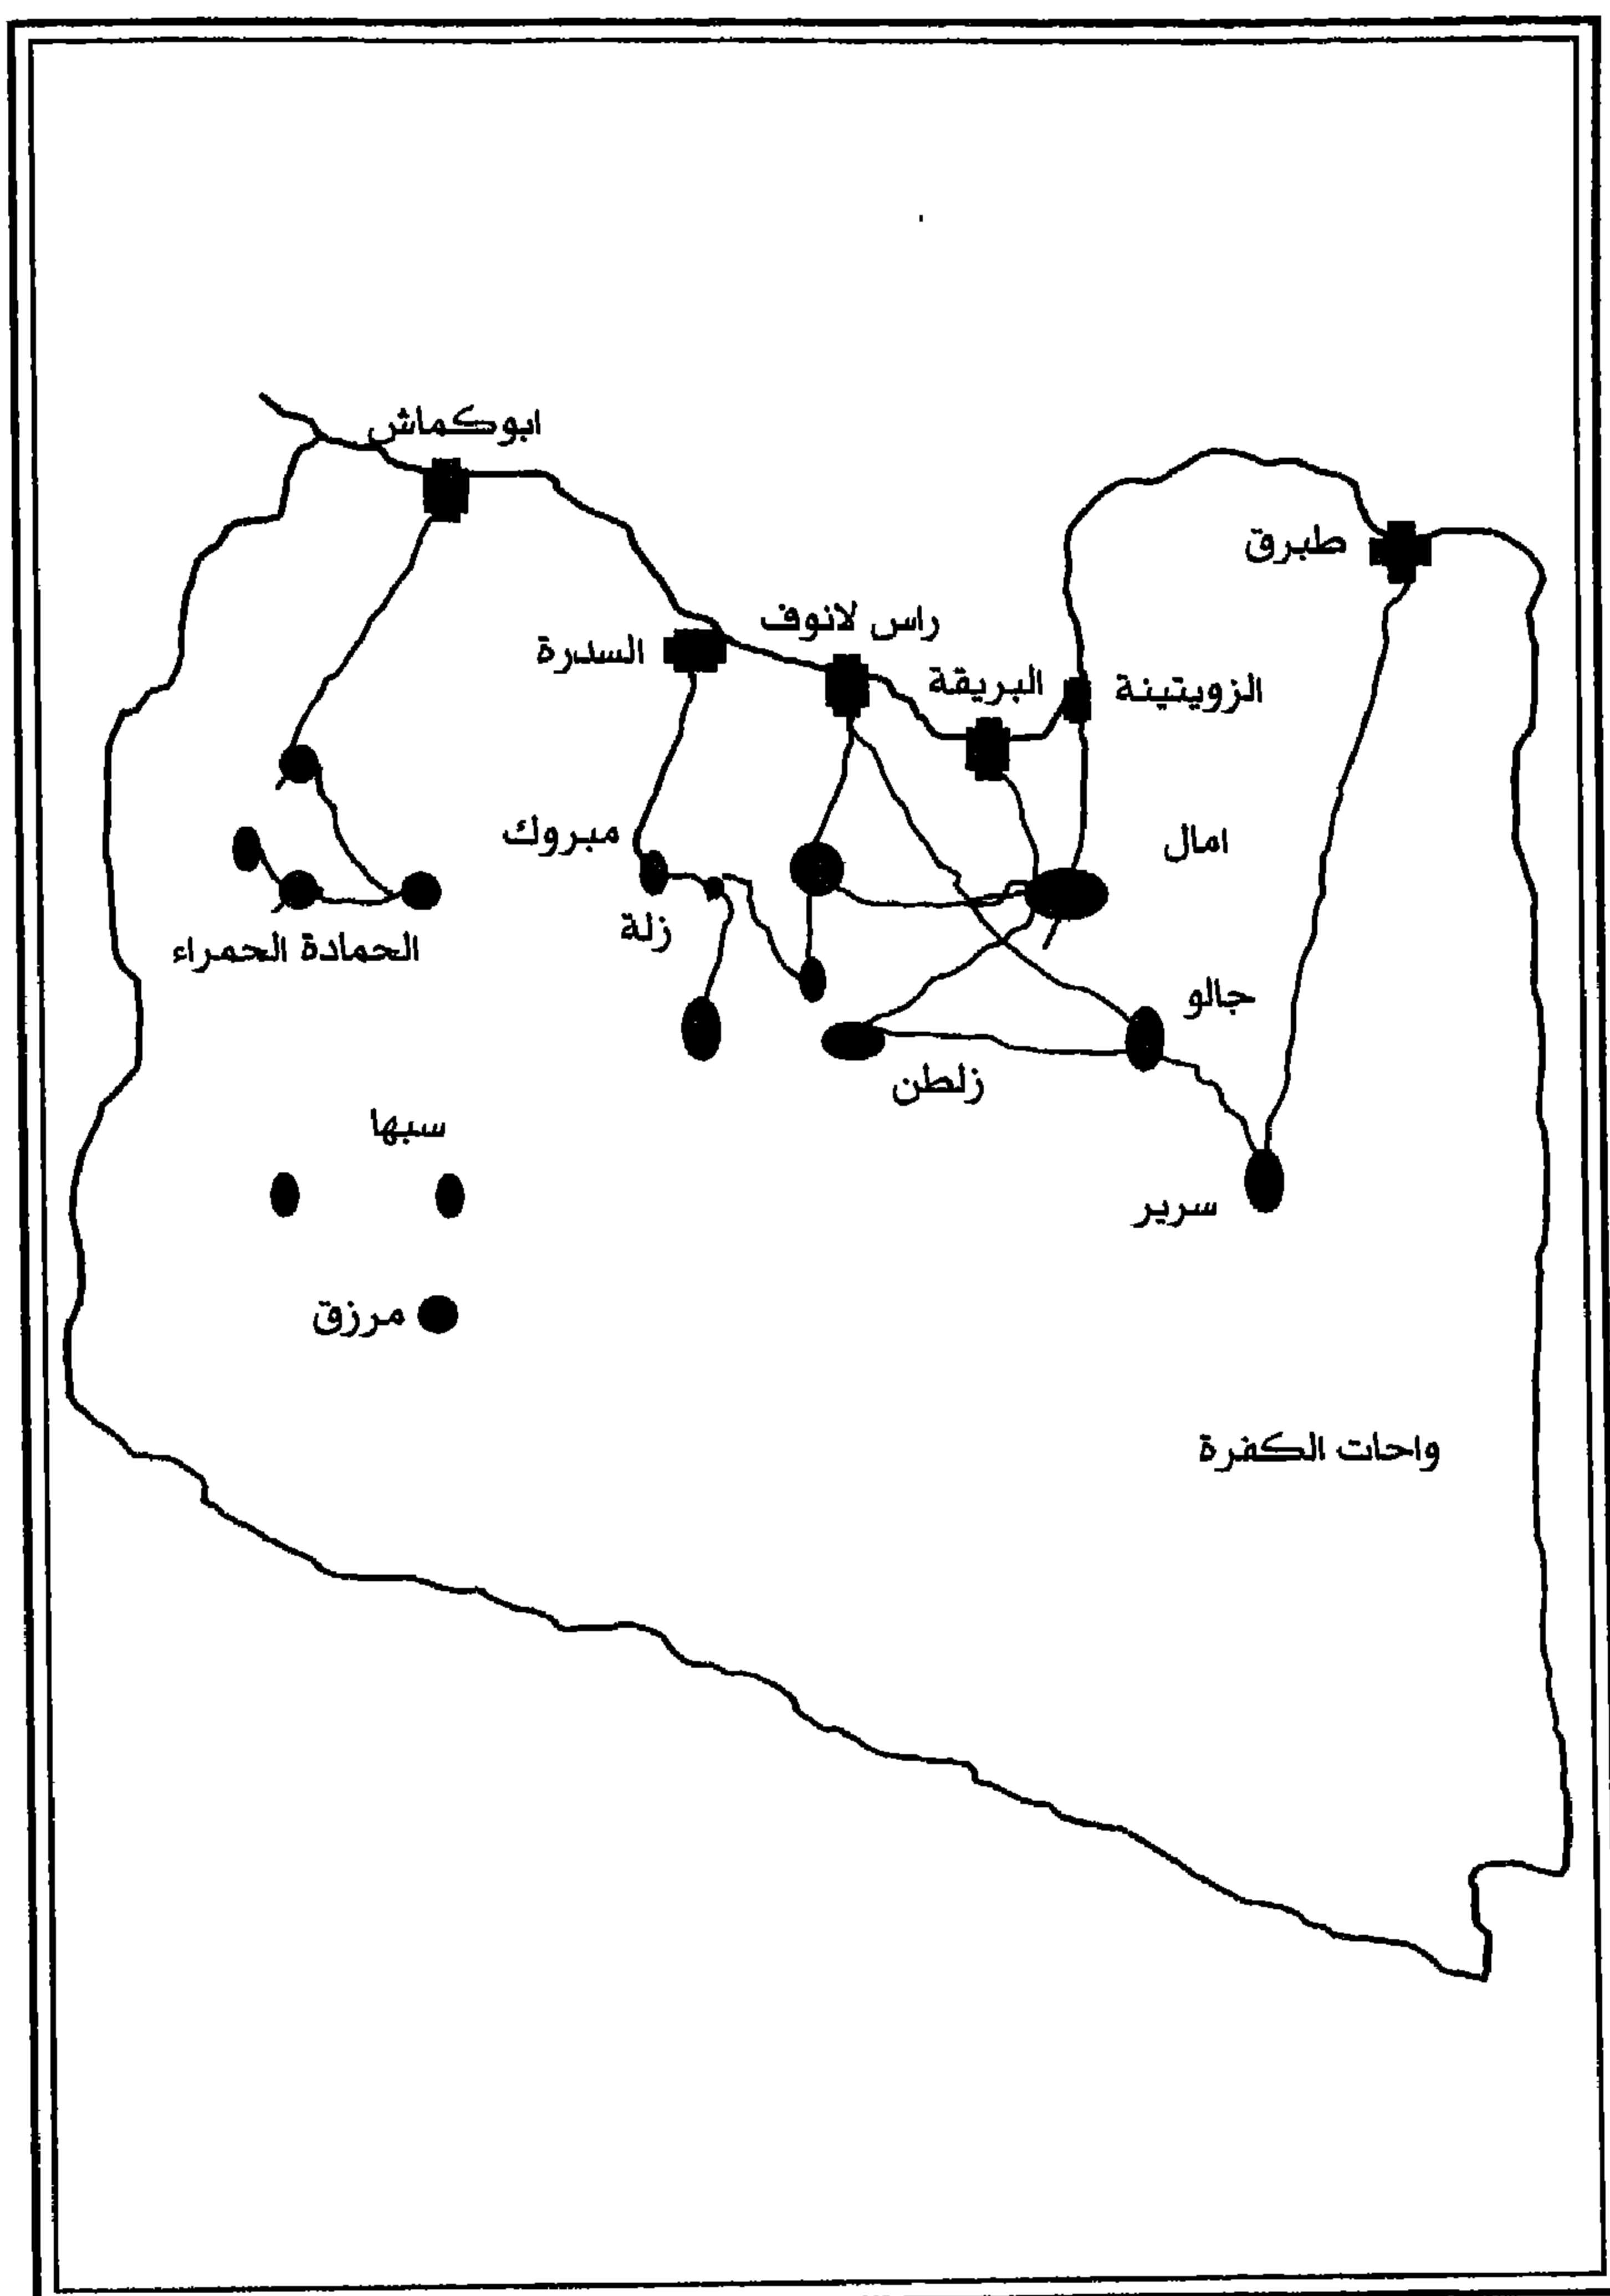 ابوكماش
طبرق
راس لانوف
السدرة
البريقة
الزويتينة
مبروك
امال
زلة
الحمادة الحمراء
جالو
زلطن
سبها
سرير
مرزق
واحات الكفرة